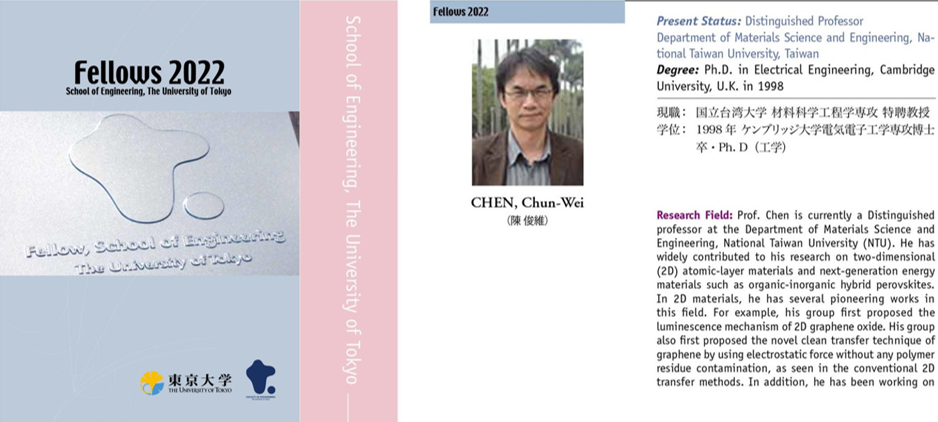 Fellows 2022
School of Engineering, The University of Tokyo
Fellow, School of Engineering
The University of Tokyo
東京大学
THE UNIVERSITY OF TOKYO
School of Engineering, The University of Tokyo
Fellows 2022
CHEN, Chun-Wei
（陳 俊維）
Present Status: Distinguished Professor
Department of Materials Science and Engineering, Na-
tional Taiwan University, Taiwan
Degree: Ph.D. in Electrical Engineering, Cambridge
University, U.K. in 1998
現職： 国立台湾大学 材料科学工程学専攻 特聘教授
学位： 1998 年 ケンブリッジ大学電気電子工学専攻博士
卒・Ph. D（工学）
Research Field: Prof. Chen is currently a Distinguished
professor at the Department of Materials Science and
Engineering, National Taiwan University (NTU). He has
widely contributed to his research on two-dimensional
(2D) atomic-layer materials and next-generation energy
materials such as organic-inorganic hybrid perovskites.
In 2D materials, he has several pioneering works in
this field. For example, his group first proposed the
luminescence mechanism of 2D graphene oxide. His group
also first proposed the novel clean transfer technique of
graphene by using electrostatic force without any polymer
residue contamination, as seen in the conventional 2D
transfer methods. In addition, he has been working on